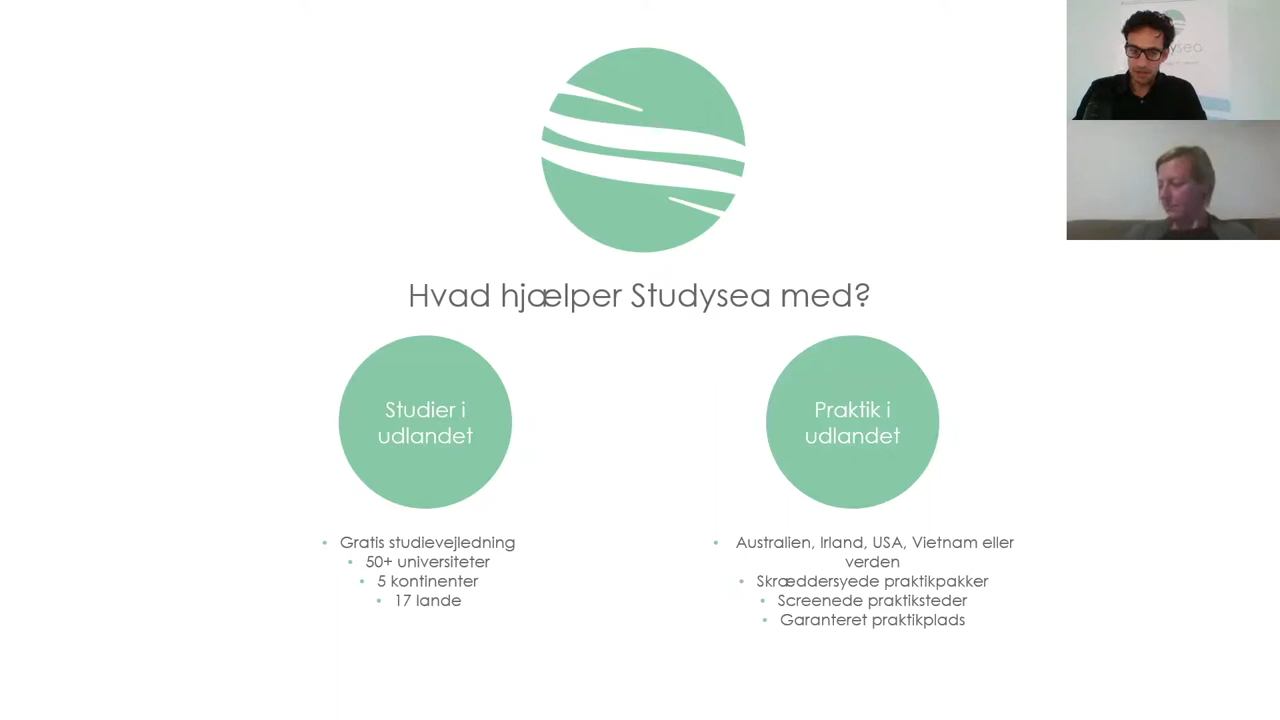 Hvad hjælper Studysea med?
Studier i
udlandet
Gratis studievejledning
50+ universiteter
5 kontinenter
17 lande
Praktik i
udlandet
Australien, Irland, USA, Vietnam eller
verden
Skræddersyede praktikpakker
Screenede praktiksteder
Garanteret praktikplads